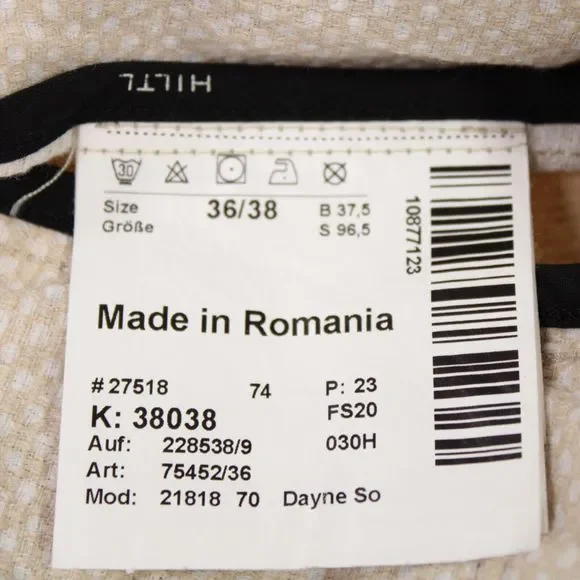 HILTL
30
Size 36/38 B 37,5
Größe S 96,5
10877123
Made in Romania
# 27518 74 P: 23
K: 38038 FS20
Auf: 228538/9 030H
Art: 75452/36
Mod: 21818 70 Dayne So